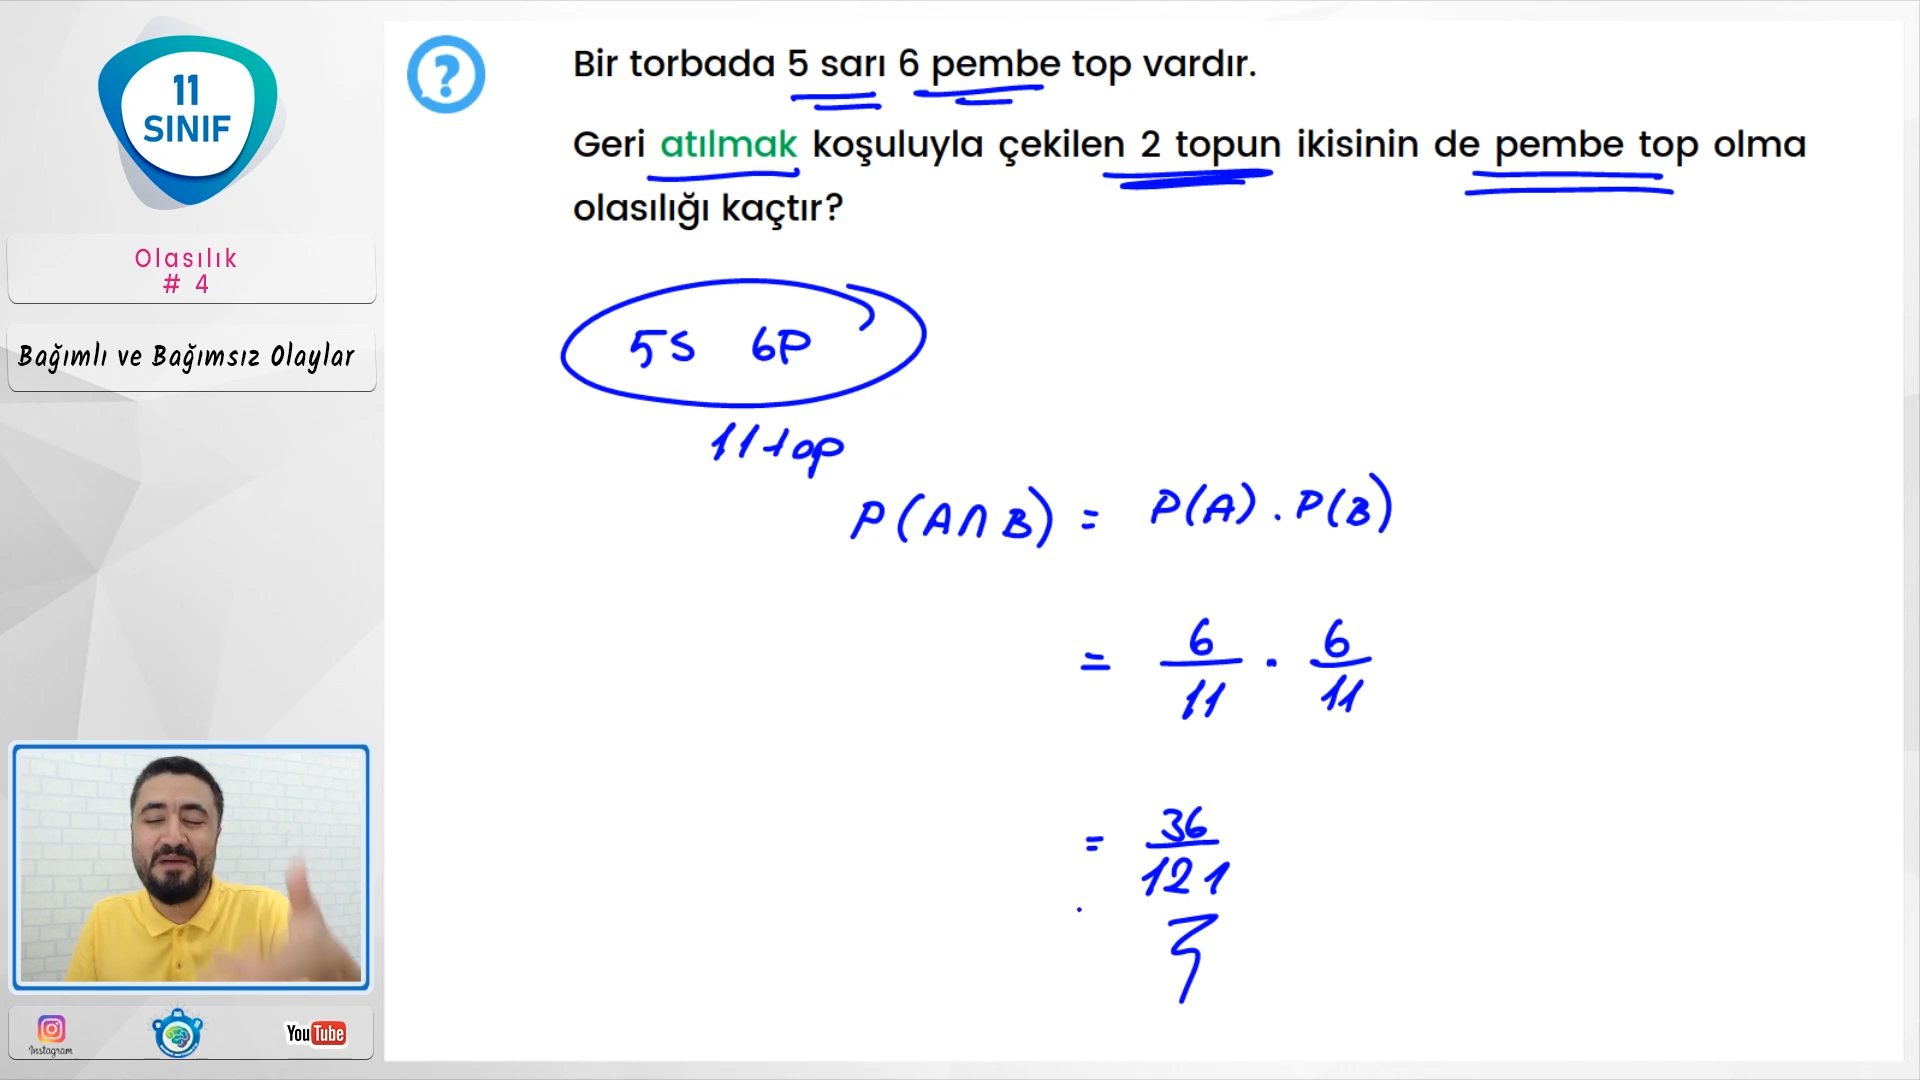 11
SINIF
Olasılık
# 4
Bağımlı ve Bağımsız Olaylar
Instagram
YouTube
Bir torbada 5 sarı 6 pembe top vardır.
Geri atılmak koşuluyla çekilen 2 topun ikisinin de pembe top olma
olasılığı kaçtır?
5S 6P
11 top
P(A∩B) = P(A) . P(B)
= 6/11 · 6/11
= 36/121